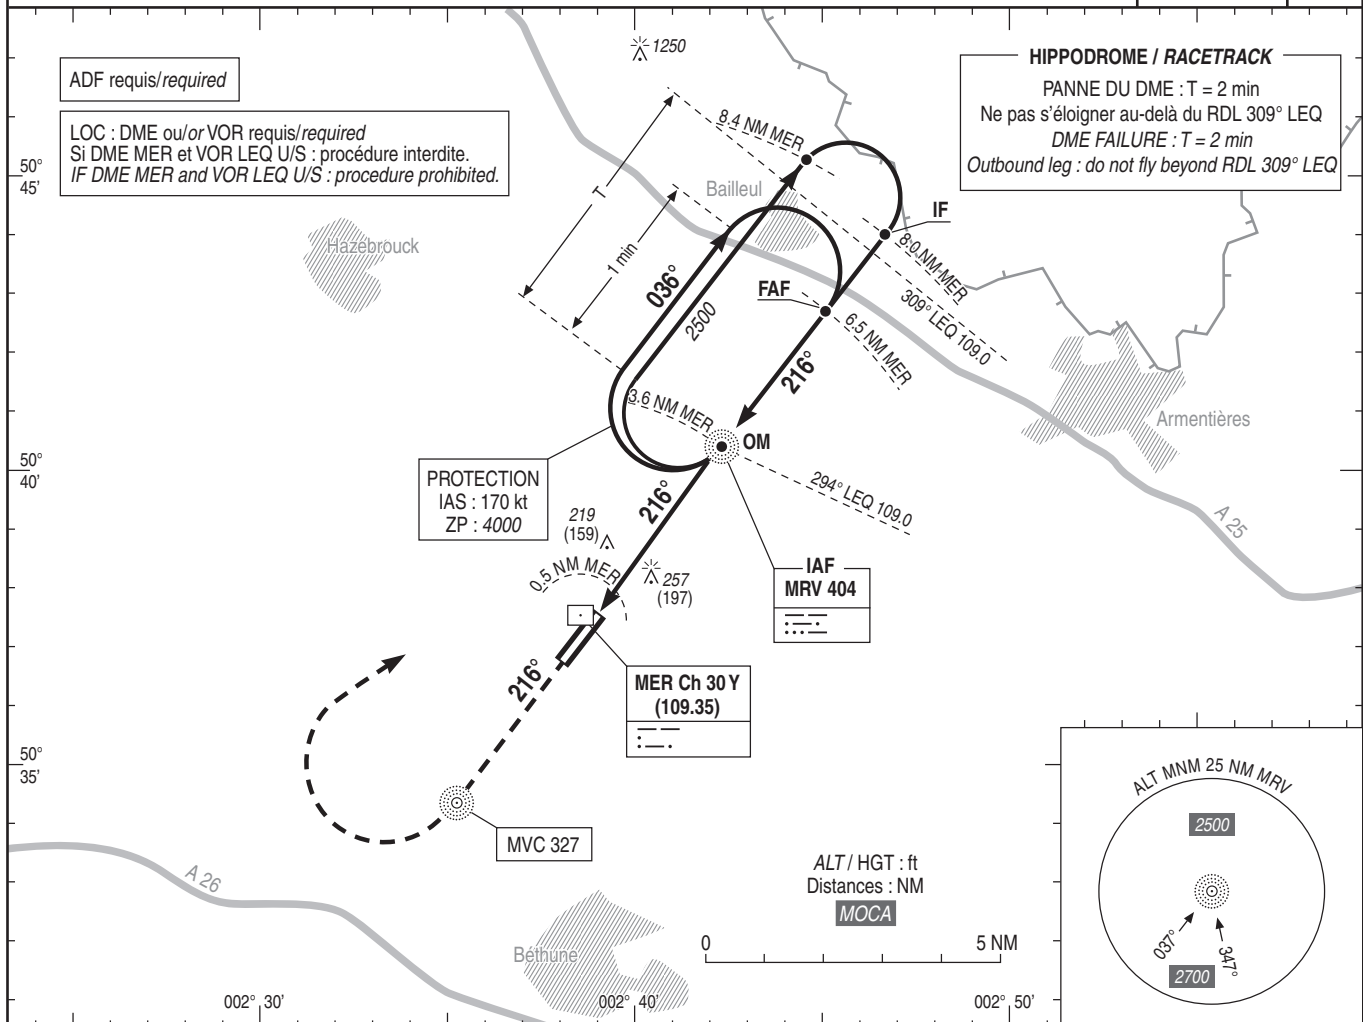 1250
ADF requis/required
LOC : DME ou/or VOR requis/required
Si DME MER et VOR LEQ U/S : procédure interdite.
IF DME MER and VOR LEQ U/S : procedure prohibited.
HIPPODROME / RACETRACK
PANNE DU DME : T = 2 min
Ne pas s'éloigner au-delà du RDL 309° LEQ
DME FAILURE : T = 2 min
Outbound leg : do not fly beyond RDL 309° LEQ
50°
45'
8.4 NM MER
Bailleul
T
1 min
IF
8.0 NM MER
Hazebrouck
036°
2500
FAF
309° LEQ 109.0
6.5 NM MER
216°
3.6 NM MER
OM
Armentières
50°
40'
PROTECTION
IAS : 170 kt
ZP : 4000
216°
294° LEQ 109.0
A 25
219
(159)
0.5 NM MER
257
(197)
IAF
MRV 404
216°
MER Ch 30 Y
(109.35)
50°
35'
MVC 327
ALT MNM 25 NM MRV
2500
037°
347°
2700
A 26
ALT / HGT : ft
Distances : NM
MOCA
0
5 NM
Béthune
002° 30'
002° 40'
002° 50'